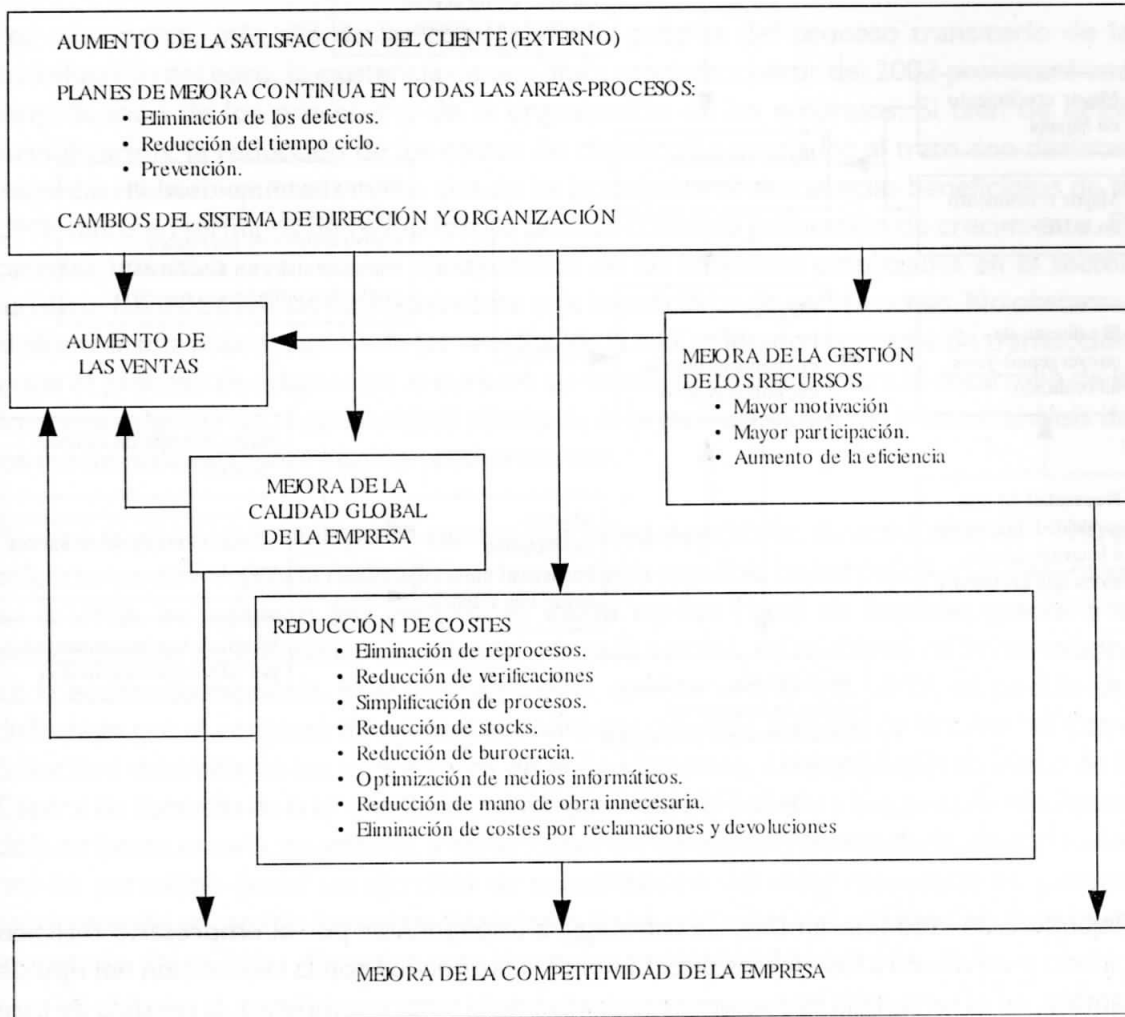 AUMENTO DE LA SATISFACCIÓN DEL CLIENTE (EXTERNO)
PLANES DE MEJORA CONTINUA EN TODAS LAS AREAS-PROCESOS:
• Eliminación de los defectos.
• Reducción del tiempo ciclo.
• Prevención.
CAMBIOS DEL SISTEMA DE DIRECCIÓN Y ORGANIZACIÓN
AUMENTO DE
LAS VENTAS
MEJORA DE LA GESTIÓN
DE LOS RECURSOS
• Mayor motivación
• Mayor participación.
• Aumento de la eficiencia
MEJORA DE LA
CALIDAD GLOBAL
DE LA EMPRESA
REDUCCIÓN DE COSTES
• Eliminación de reprocesos.
• Reducción de verificaciones
• Simplificación de procesos.
• Reducción de stocks.
• Reducción de burocracia.
• Optimización de medios informáticos.
• Reducción de mano de obra innecesaria.
• Eliminación de costes por reclamaciones y devoluciones
MEJORA DE LA COMPETITIVIDAD DE LA EMPRESA